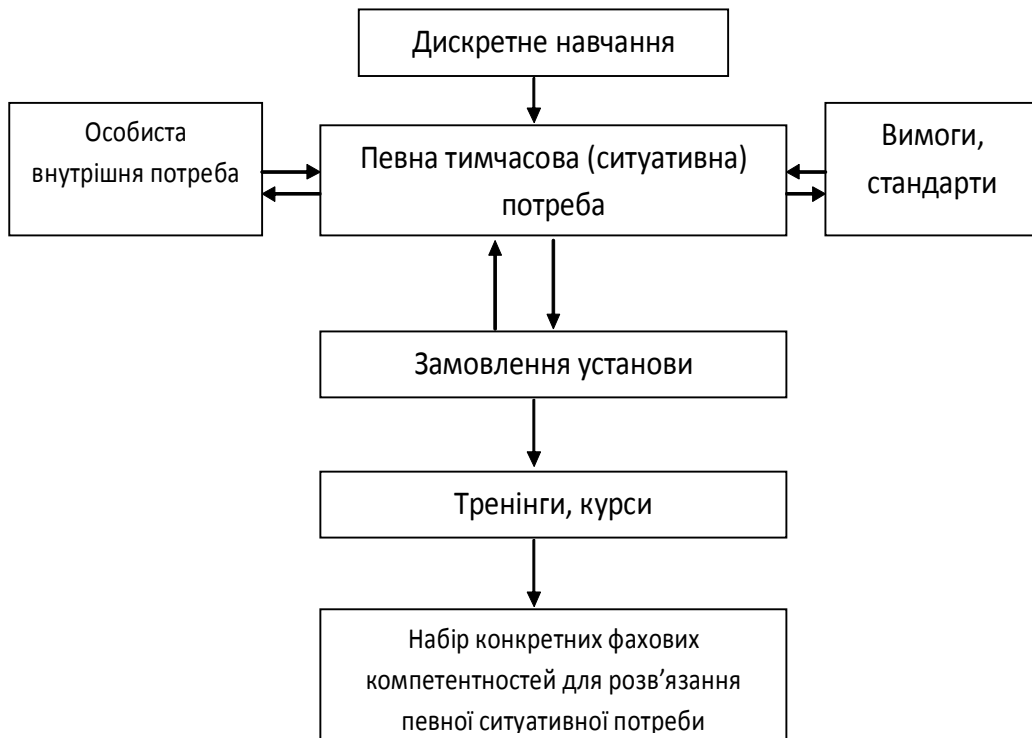 Дискретне навчання
Особиста
внутрішня потреба
Певна тимчасова (ситуативна)
потреба
Вимоги,
стандарти
Замовлення установи
Тренінги, курси
Набір конкретних фахових
компетентностей для розв’язання
певної ситуативної потреби